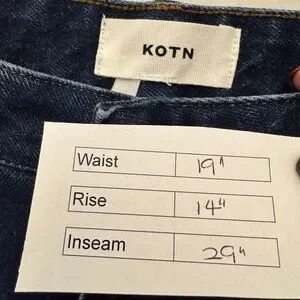 KOTN
Waist 19"
Rise 14"
Inseam 29"